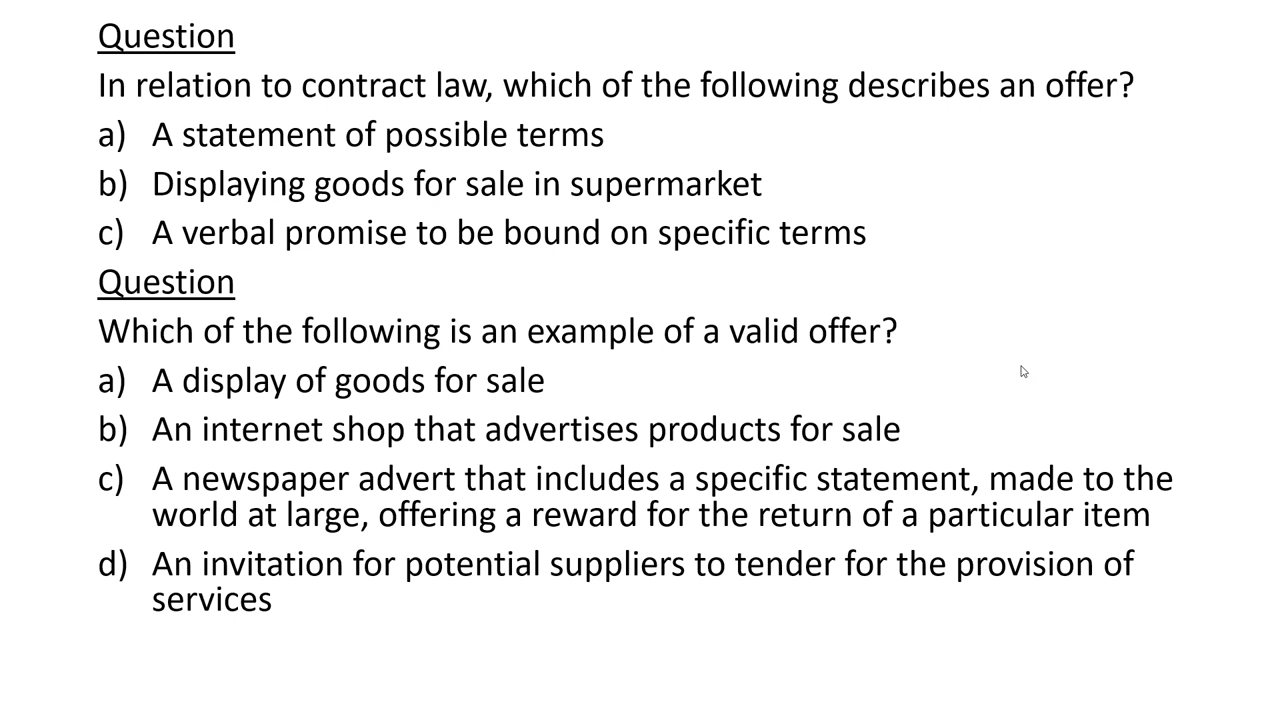 Question
In relation to contract law, which of the following describes an offer?
a) A statement of possible terms
b) Displaying goods for sale in supermarket
c) A verbal promise to be bound on specific terms
Question
Which of the following is an example of a valid offer?
a) A display of goods for sale
b) An internet shop that advertises products for sale
c) A newspaper advert that includes a specific statement, made to the
world at large, offering a reward for the return of a particular item
d) An invitation for potential suppliers to tender for the provision of
services